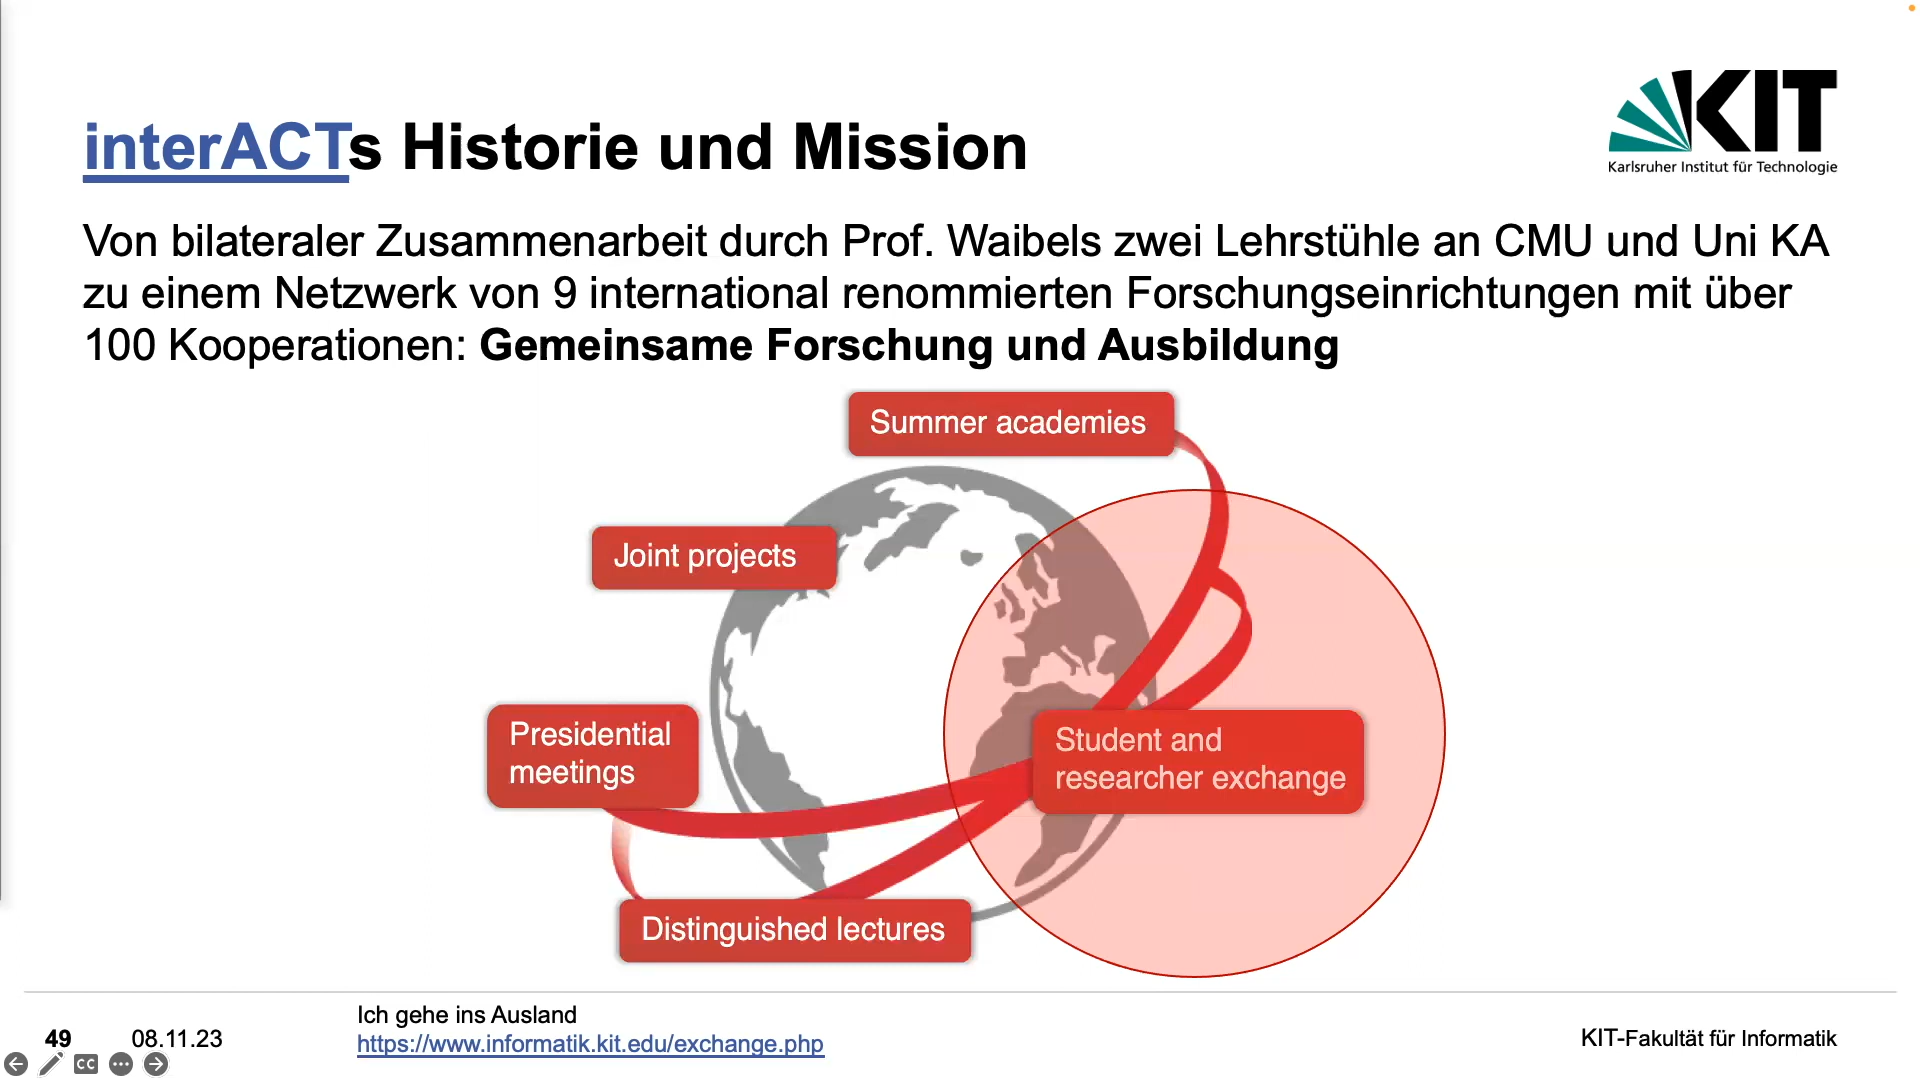 KIT
Karlsruher Institut für Technologie
interACTs Historie und Mission
Von bilateraler Zusammenarbeit durch Prof. Waibels zwei Lehrstühle an CMU und Uni KA
zu einem Netzwerk von 9 international renommierten Forschungseinrichtungen mit über
100 Kooperationen: Gemeinsame Forschung und Ausbildung
Summer academies
Joint projects
Presidential
meetings
Student and
researcher exchange
Distinguished lectures
49
08.11.23
Ich gehe ins Ausland
https://www.informatik.kit.edu/exchange.php
KIT-Fakultät für Informatik
CC